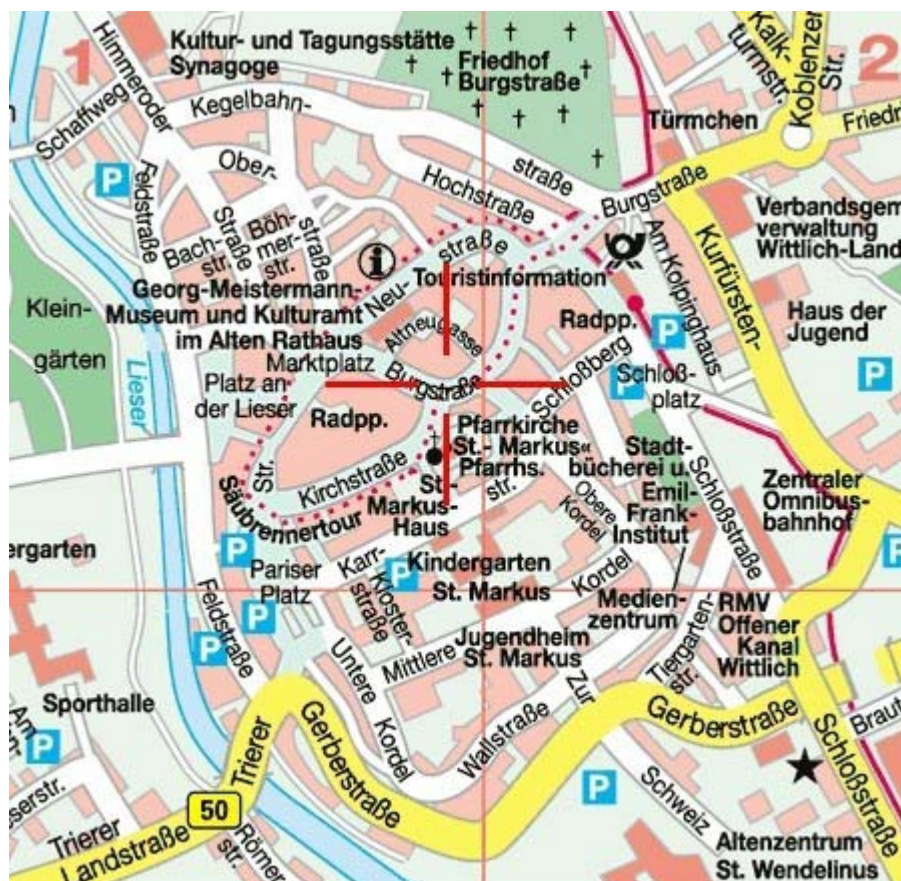 1
2
Himmeroder
Kultur- und Tagungsstätte
Synagoge
Friedhof
Burgstraße
Kalk-
turmstr.
Koblenzer
Str.
Schaffweg
Kegelbahn-
straße
Türmchen
Friedri
P
Feldstraße
Ober-
straße
Hochstraße
Burgstraße
Straße
Bach-
str.
Böh-
mer-
str.
i
Neu-
straße
Touristinformation
Am Kolpinghaus
Kurfürsten-
Verbandsgem
verwaltung
Wittlich-Land
Georg-Meistermann-
Museum und Kulturamt
im Alten Rathaus
Altneugasse
Radpp.
P
Haus der
Jugend
P
Klein-
gärten
Lieser
Marktplatz
Platz an
der Lieser
Burgstraße
Schloßberg
P
Schloß-
platz
Radpp.
Pfarrkirche
"St.- Markus«
Pfarrhs.
Stadt-
bücherei u.
Emil-
Frank-
Institut
Str.
Kirchstraße
St.-
Markus-
Haus
str.
Obere
Kordel
Schloßstraße
Zentraler
Omnibus-
bahnhof
P
Säubrennertour
ergarten
P
Pariser
Platz
Karr-
P
Kindergarten
St. Markus
Kordel
Medien-
zentrum
RMV
Offener
Kanal
Wittlich
Feldstraße
P
P
Kloster-
straße
Untere
Kordel
Mittlere
Jugendheim
St. Markus
Tiergarten-
str.
Sporthalle
Am
P
Trierer
Gerberstraße
Wallstraße
Zur
Schweiz
Gerberstraße
Braut
Schloßstraße
P
50
serstr.
Trierer
Landstraße
Römer
str.
Altenzentrum
St. Wendelinus